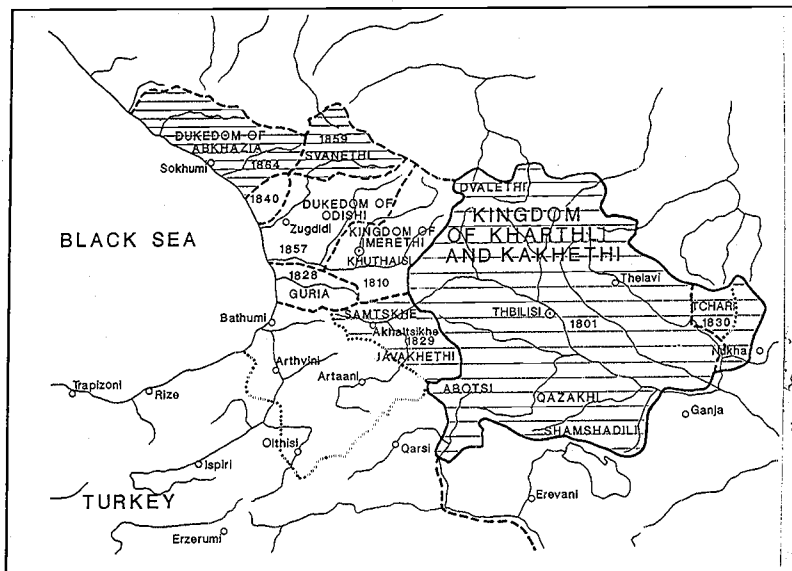 DUKEDOM OF
ABKHAZIA
1864
Sokhumi
1859
SVANETHI
1840
DUKEDOM OF
ODISHI
Zugdidi
1857
KINGDOM OF
IMERETHI
KHUTHAISI
1810
DVALETHI
KINGDOM
OF KHARTHLI
AND KAKHETHI
Thelavi
THBILISI
1801
TCHARI
1830
Nukha
BLACK SEA
1828
GURIA
Bathumi
SAMTSKHE
Akhaltsikhe
1829
JAVAKHETHI
Arthvini
Artaani
ABOTSI
QAZAKHI
SHAMSHADILI
Ganja
Trapizoni
Rize
Olthisi
Qarsi
Ispiri
TURKEY
Erevani
Erzerumi